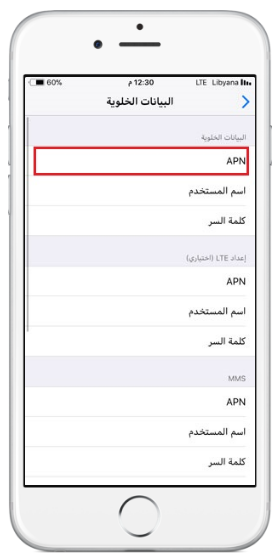 LTE Libyana
12:30 م
60%
البيانات الخلوية
البيانات الخلوية
APN
اسم المستخدم
كلمة السر
إعداد LTE (اختياري)
APN
اسم المستخدم
كلمة السر
MMS
APN
اسم المستخدم
كلمة السر